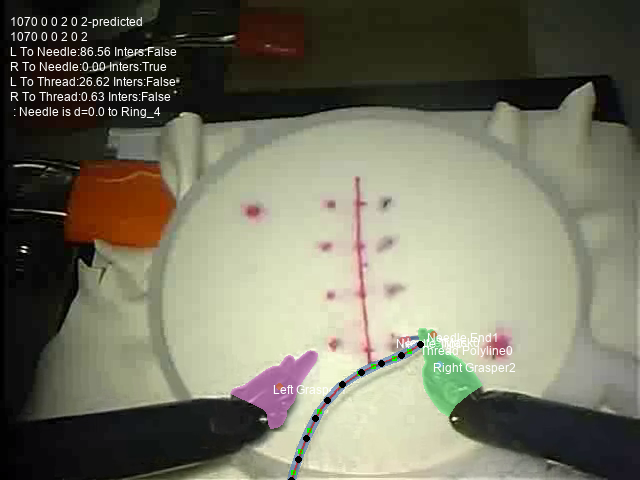 1070 0 0 2 0 2-predicted
1070 0 0 2 0 2
L To Needle:86.56 Inters:False
R To Needle:0.00 Inters:True
L To Thread:26.62 Inters:False
R To Thread:0.63 Inters:False
: Needle is d=0.0 to Ring_4
Needle End1
Thread Polyline0
Right Grasper2
Left Grasp